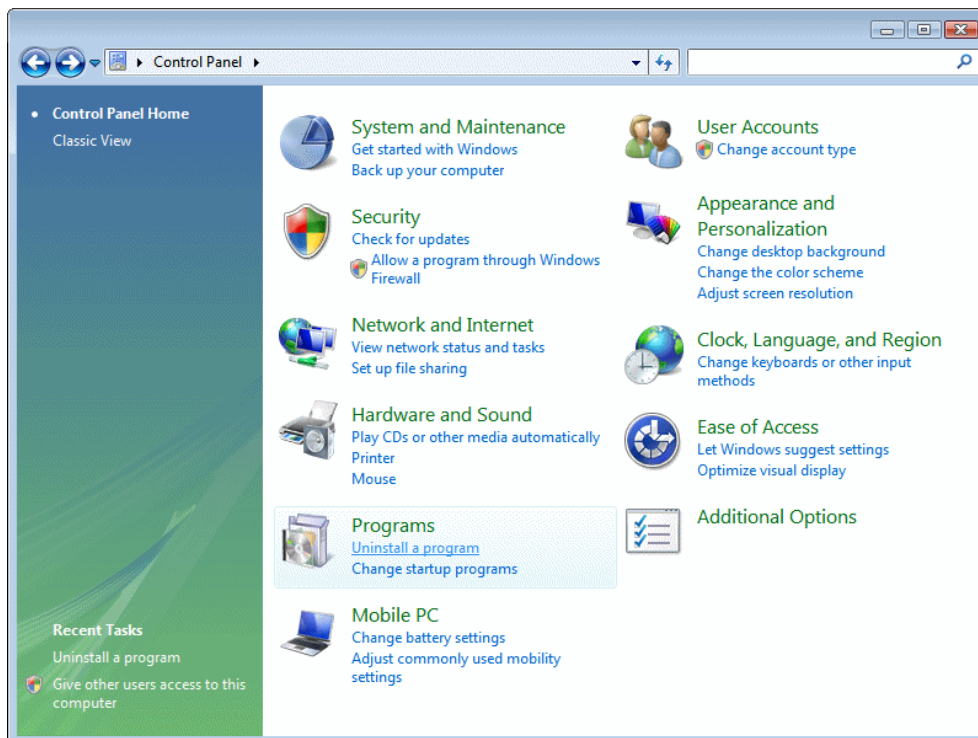 Control Panel
Control Panel Home
Classic View
System and Maintenance
Get started with Windows
Back up your computer
Security
Check for updates
Allow a program through Windows
Firewall
Network and Internet
View network status and tasks
Set up file sharing
Hardware and Sound
Play CDs or other media automatically
Printer
Mouse
Programs
Uninstall a program
Change startup programs
Mobile PC
Change battery settings
Adjust commonly used mobility
settings
User Accounts
Change account type
Appearance and
Personalization
Change desktop background
Change the color scheme
Adjust screen resolution
Clock, Language, and Region
Change keyboards or other input
methods
Ease of Access
Let Windows suggest settings
Optimize visual display
Additional Options
Recent Tasks
Uninstall a program
Give other users access to this
computer